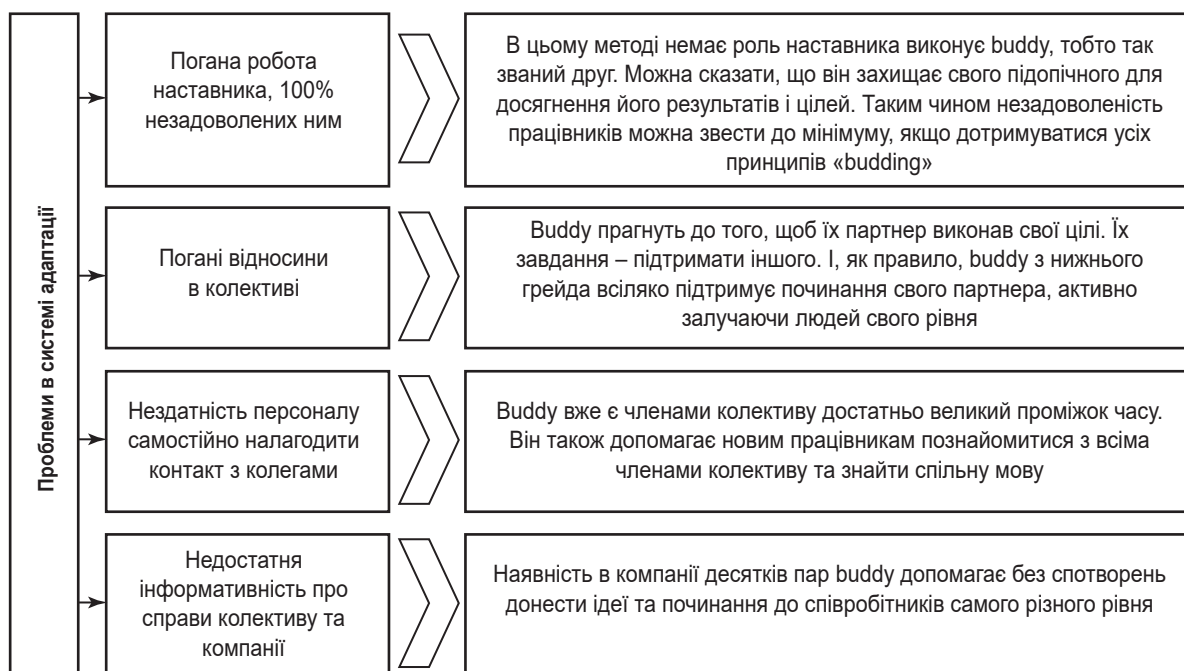 Проблеми в системі адаптації
Погана робота
наставника, 100%
незадоволених ним
В цьому методі немає роль наставника виконує buddy, тобто так
званий друг. Можна сказати, що він захищає свого підопічного для
досягнення його результатів і цілей. Таким чином незадоволеність
працівників можна звести до мінімуму, якщо дотримуватися усіх
принципів «budding»
Погані відносини
в колективі
Buddy прагнуть до того, щоб їх партнер виконав свої цілі. Їх
завдання – підтримати іншого. І, як правило, buddy з нижнього
грейда всіляко підтримує починання свого партнера, активно
залучаючи людей свого рівня
Нездатність персоналу
самостійно налагодити
контакт з колегами
Buddy вже є членами колективу достатньо великий проміжок часу.
Він також допомагає новим працівникам познайомитися з всіма
членами колективу та знайти спільну мову
Недостатня
інформативність про
справи колективу та
компанії
Наявність в компанії десятків пар buddy допомагає без спотворень
донести ідеї та починання до співробітників самого різного рівня